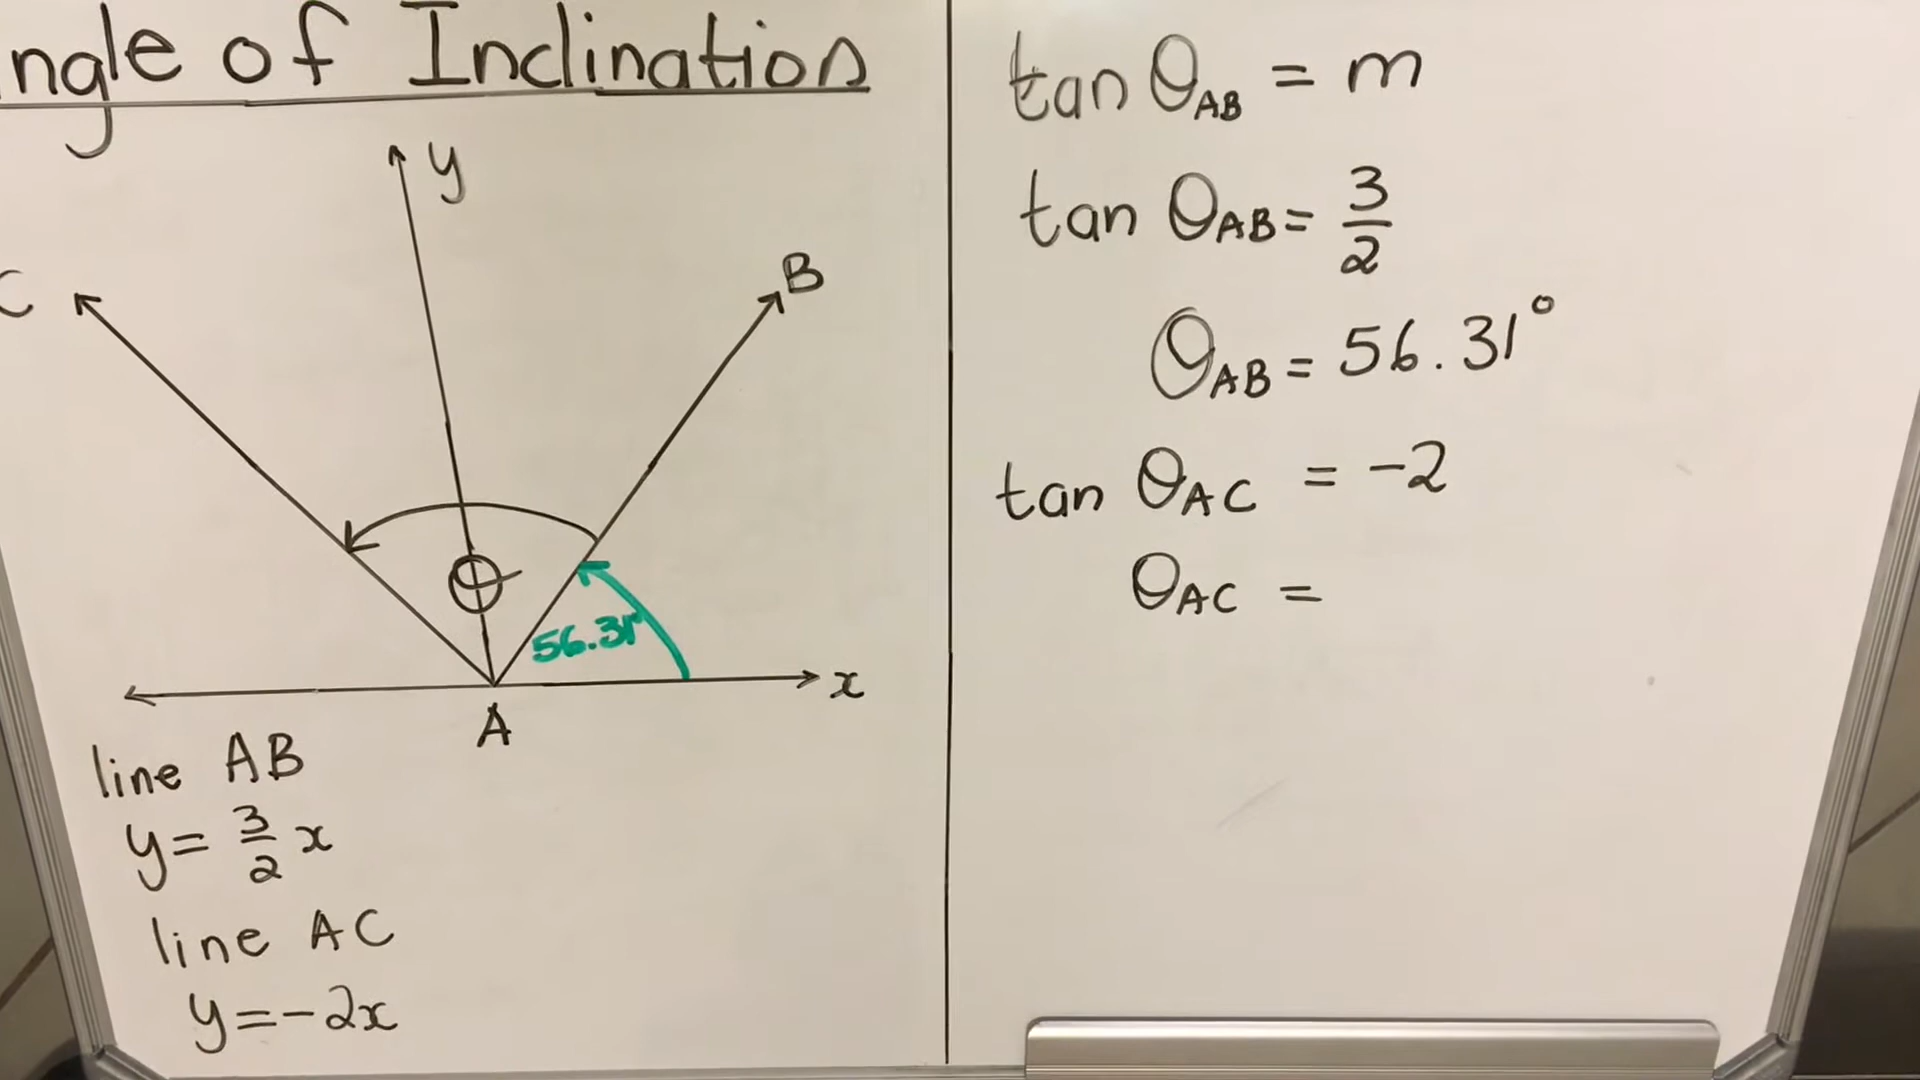 ngle of Inclination
y
C
B
θ
56.31°
x
A
line AB
y = 3/2 x
line AC
y = -2x
tan θAB = m
tan θAB = 3/2
θAB = 56.31°
tan θAC = -2
θAC =